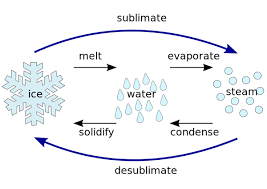 sublimate
melt
evaporate
ice
water
steam
solidify
condense
desublimate